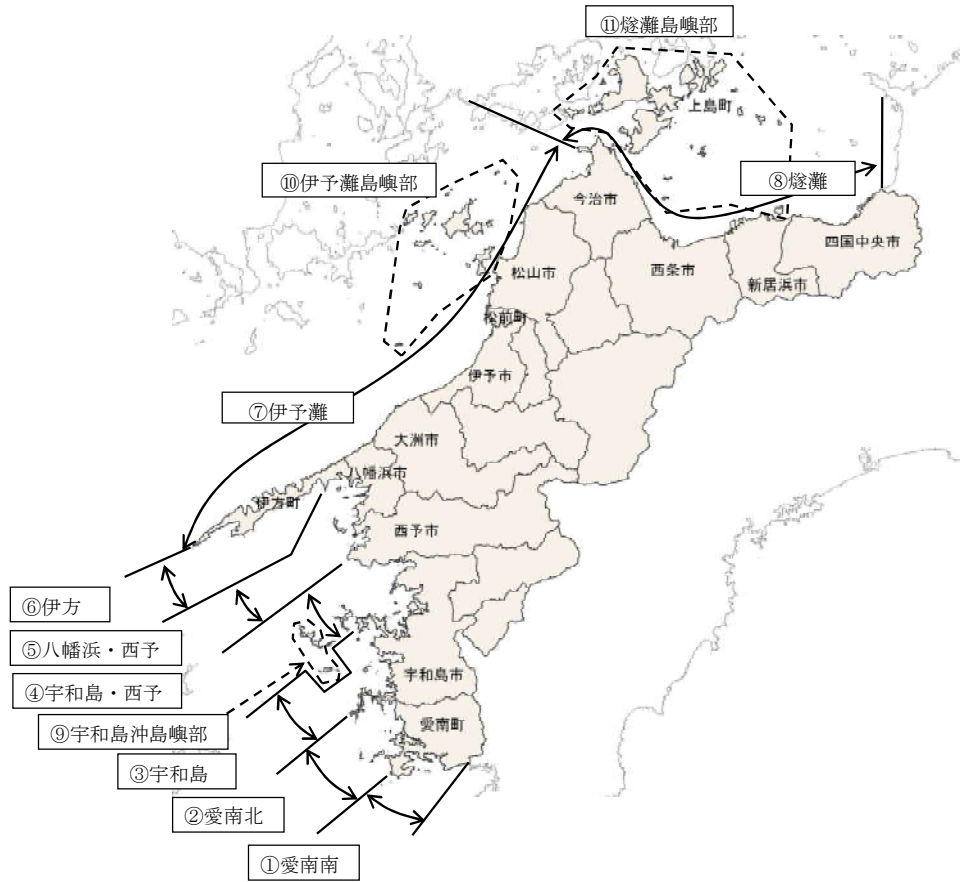 ⑪燧灘島嶼部
上島町
⑩伊予灘島嶼部
⑧燧灘
今治市
四国中央市
松山市
西条市
新居浜市
松前町
伊予市
⑦伊予灘
大洲市
八幡浜市
伊方町
西予市
⑥伊方
⑤八幡浜・西予
④宇和島・西予
宇和島市
⑨宇和島沖島嶼部
愛南町
③宇和島
②愛南北
①愛南南